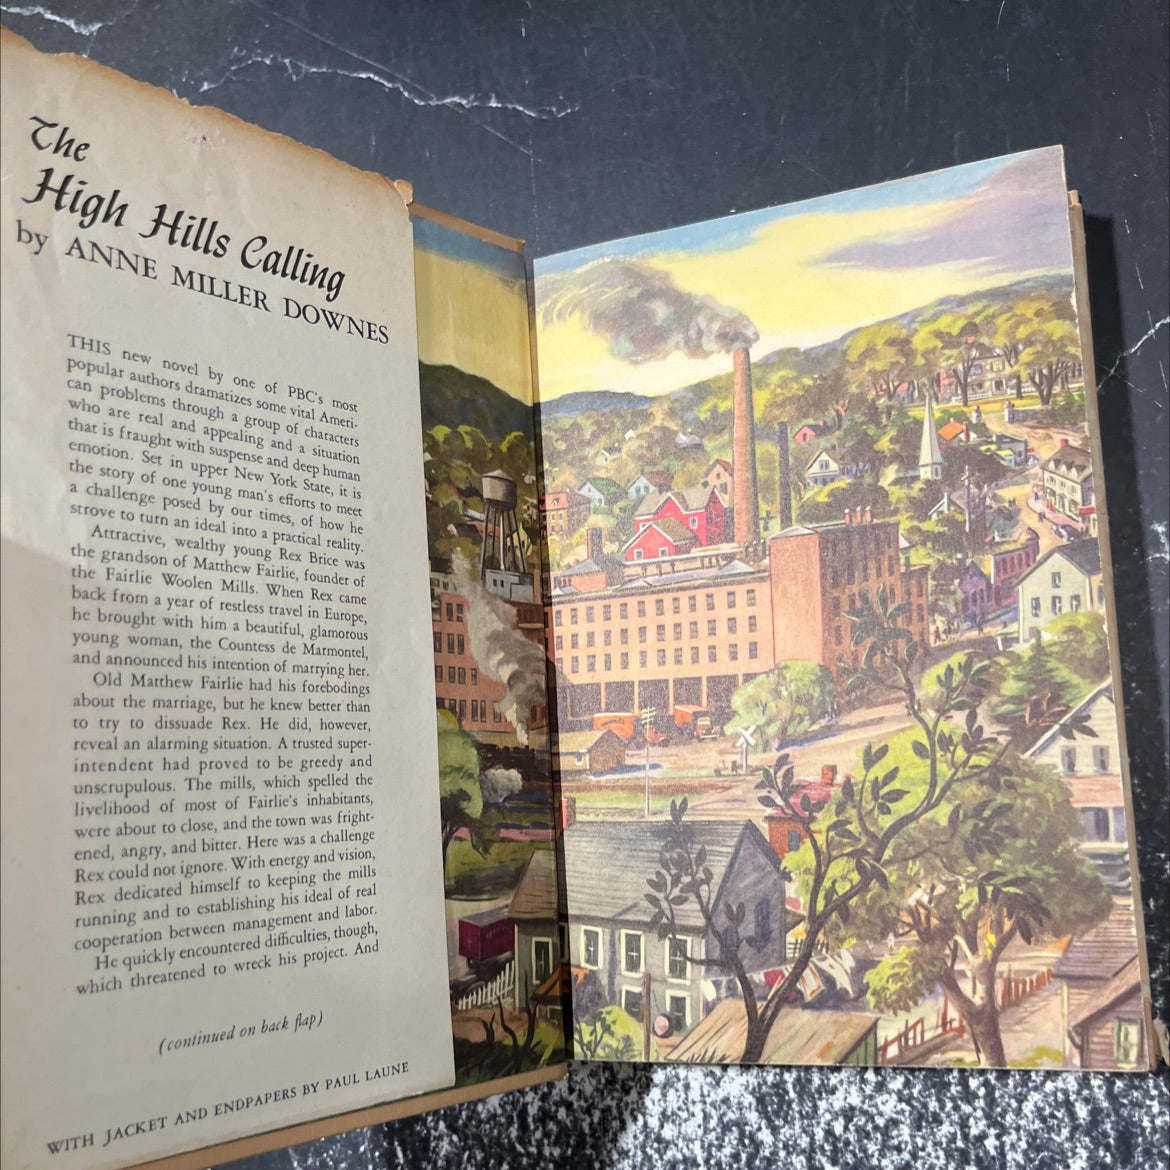 The
High Hills Calling
by ANNE MILLER DOWNES
THIS new novel by one of PBC's most
popular authors dramatizes some vital Ameri-
can problems through a group of characters
who are real and appealing and a situation
that is fraught with suspense and deep human
emotion. Set in upper New York State, it is
the story of one young man's efforts to meet
a challenge posed by our times, of how he
strove to turn an ideal into a practical reality.
Attractive, wealthy young Rex Brice was
the grandson of Matthew Fairlie, founder of
the Fairlie Woolen Mills. When Rex came
back from a year of restless travel in Europe,
he brought with him a beautiful, glamorous
young woman, the Countess de Marmontel,
and announced his intention of marrying her.
Old Matthew Fairlie had his forebodings
about the marriage, but he knew better than
to try to dissuade Rex. He did, however,
reveal an alarming situation. A trusted super-
intendent had proved to be greedy and
unscrupulous. The mills, which spelled the
livelihood of most of Fairlie's inhabitants,
were about to close, and the town was fright-
ened, angry, and bitter. Here was a challenge
Rex could not ignore. With energy and vision,
Rex dedicated himself to keeping the mills
running and to establishing his ideal of real
cooperation between management and labor.
He quickly encountered difficulties, though,
which threatened to wreck his project. And
(continued on back flap)
WITH JACKET AND ENDPAPERS BY PAUL LAUNE